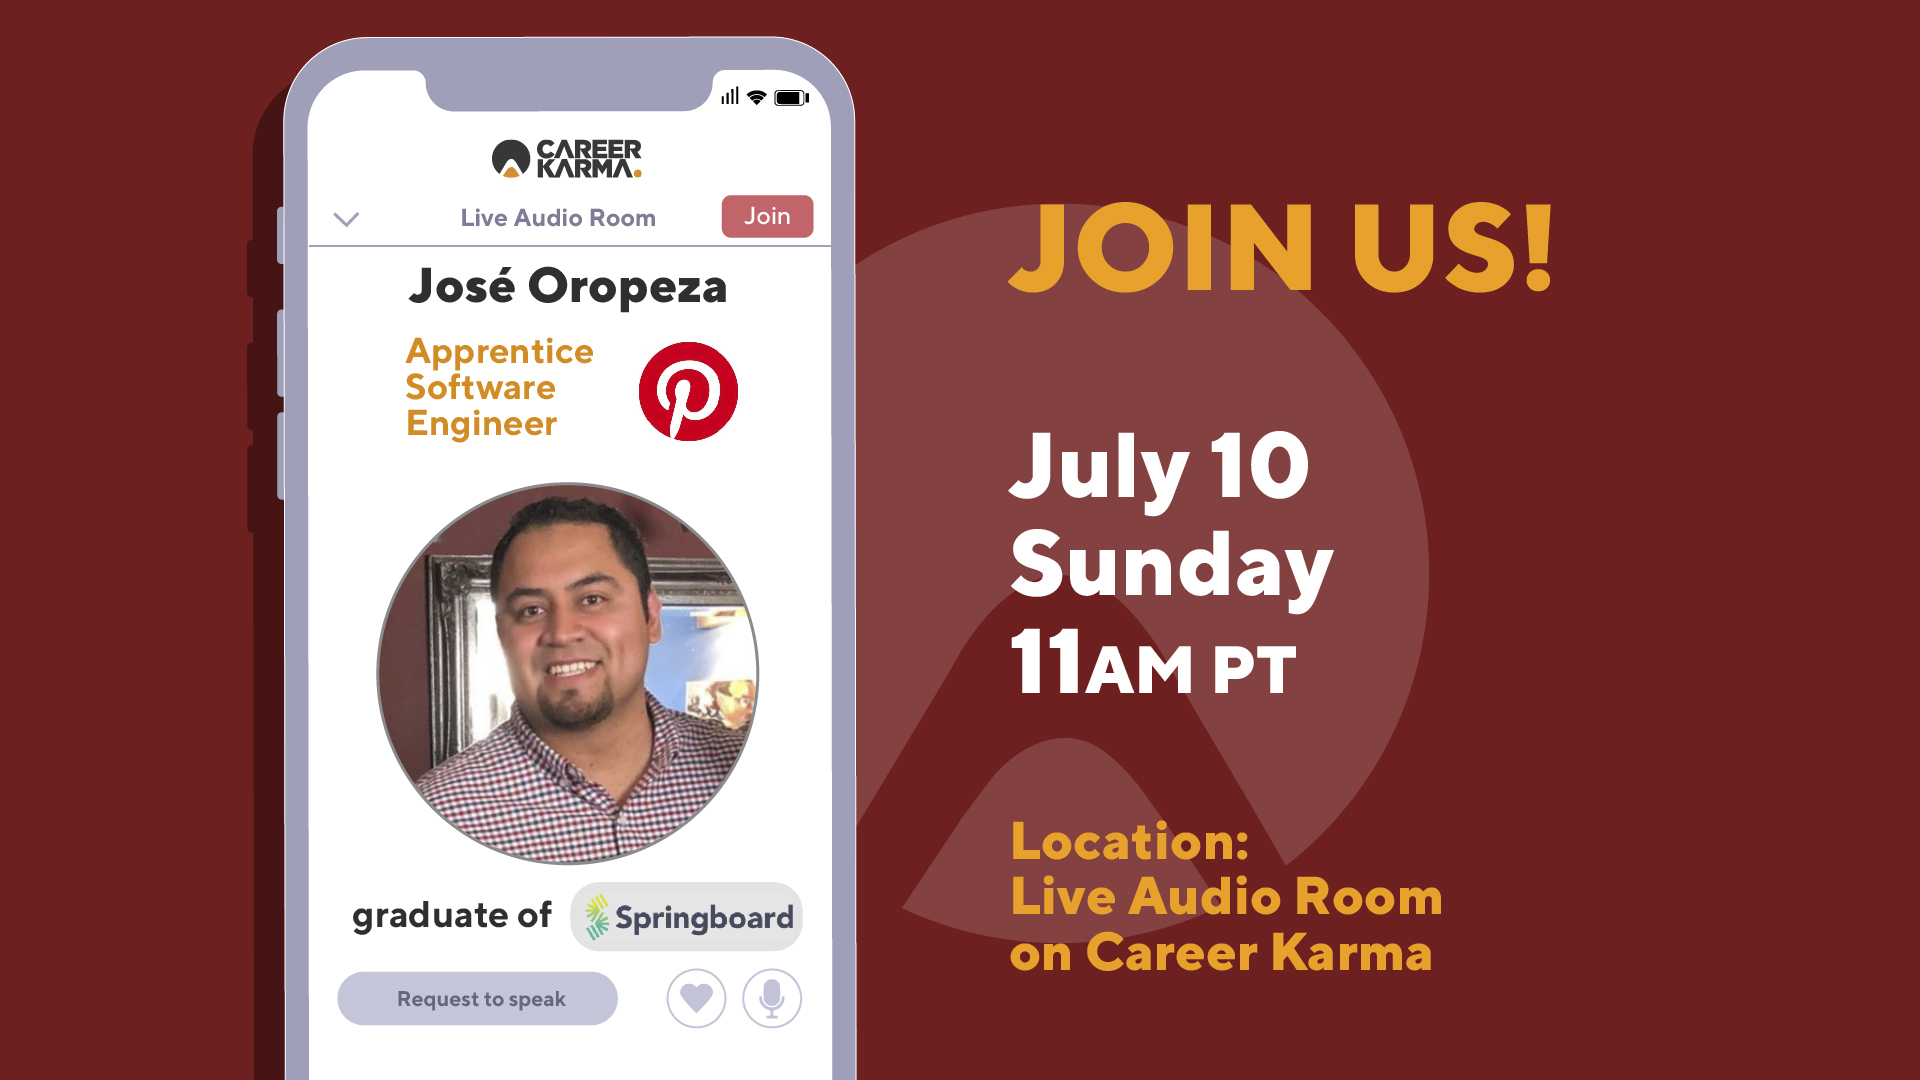 CAREER
KARMA.
Live Audio Room
Join
José Oropeza
Apprentice
Software
Engineer
graduate of
Springboard
Request to speak
JOIN US!
July 10
Sunday
11AM PT
Location:
Live Audio Room
on Career Karma